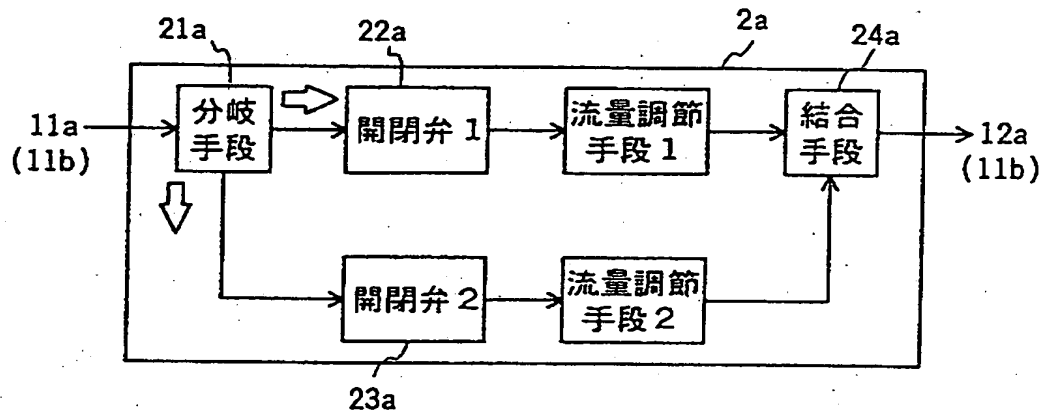 21a
22a
2a
24a
11a
(11b)
分岐
手段
開閉弁1
流量調節
手段1
結合
手段
12a
(11b)
開閉弁2
流量調節
手段2
23a